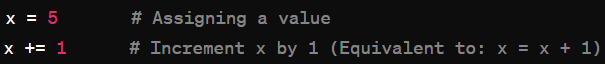 x = 5       # Assigning a value
x += 1      # Increment x by 1 (Equivalent to: x = x + 1)